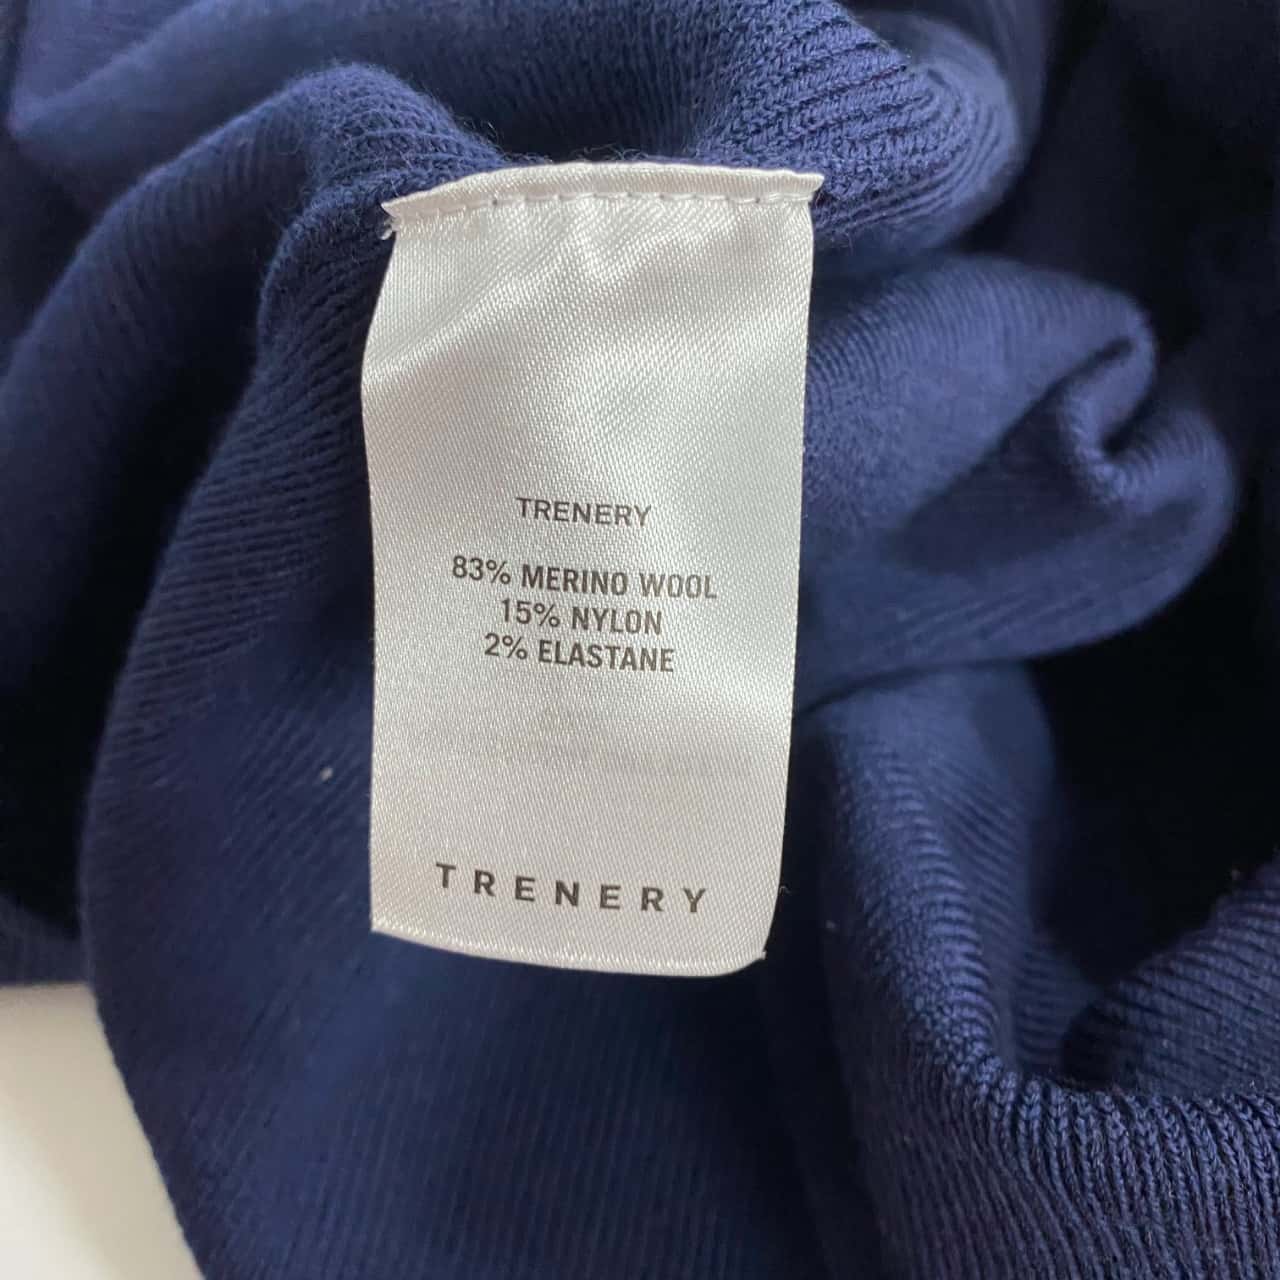 TRENERY
83% MERINO WOOL
15% NYLON
2% ELASTANE
TRENERY